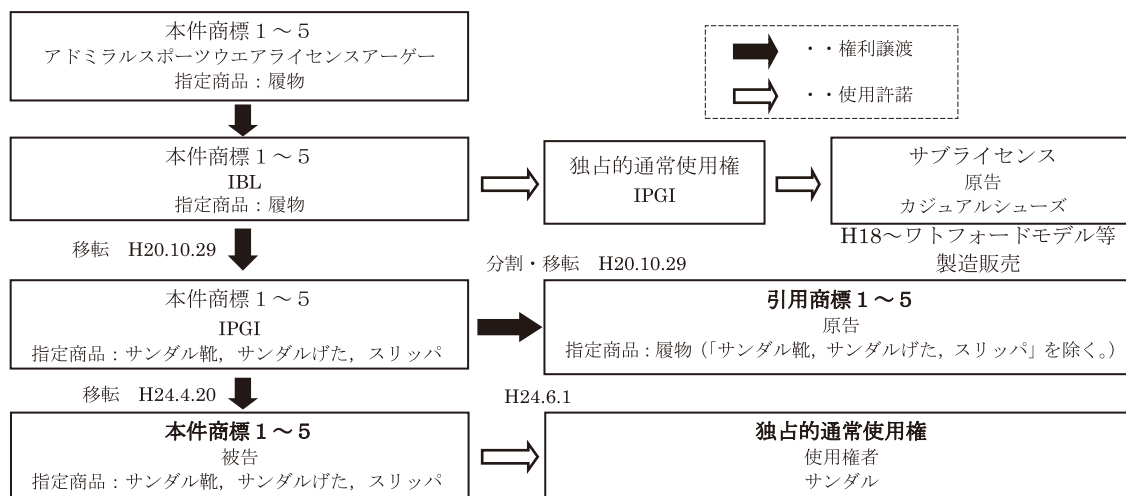 本件商標１～５
アドミラルスポーツウエアライセンスアーゲー
指定商品：履物
・・権利譲渡
・・使用許諾
本件商標１～５
IBL
指定商品：履物
独占的通常使用権
IPGI
サブライセンス
原告
カジュアルシューズ
H18～ワトフォードモデル等
製造販売
移転　H20.10.29
分割・移転　H20.10.29
本件商標１～５
IPGI
指定商品：サンダル靴，サンダルげた，スリッパ
引用商標１～５
原告
指定商品：履物（「サンダル靴，サンダルげた，スリッパ」を除く。）
移転　H24.4.20
H24.6.1
本件商標１～５
被告
指定商品：サンダル靴，サンダルげた，スリッパ
独占的通常使用権
使用権者
サンダル